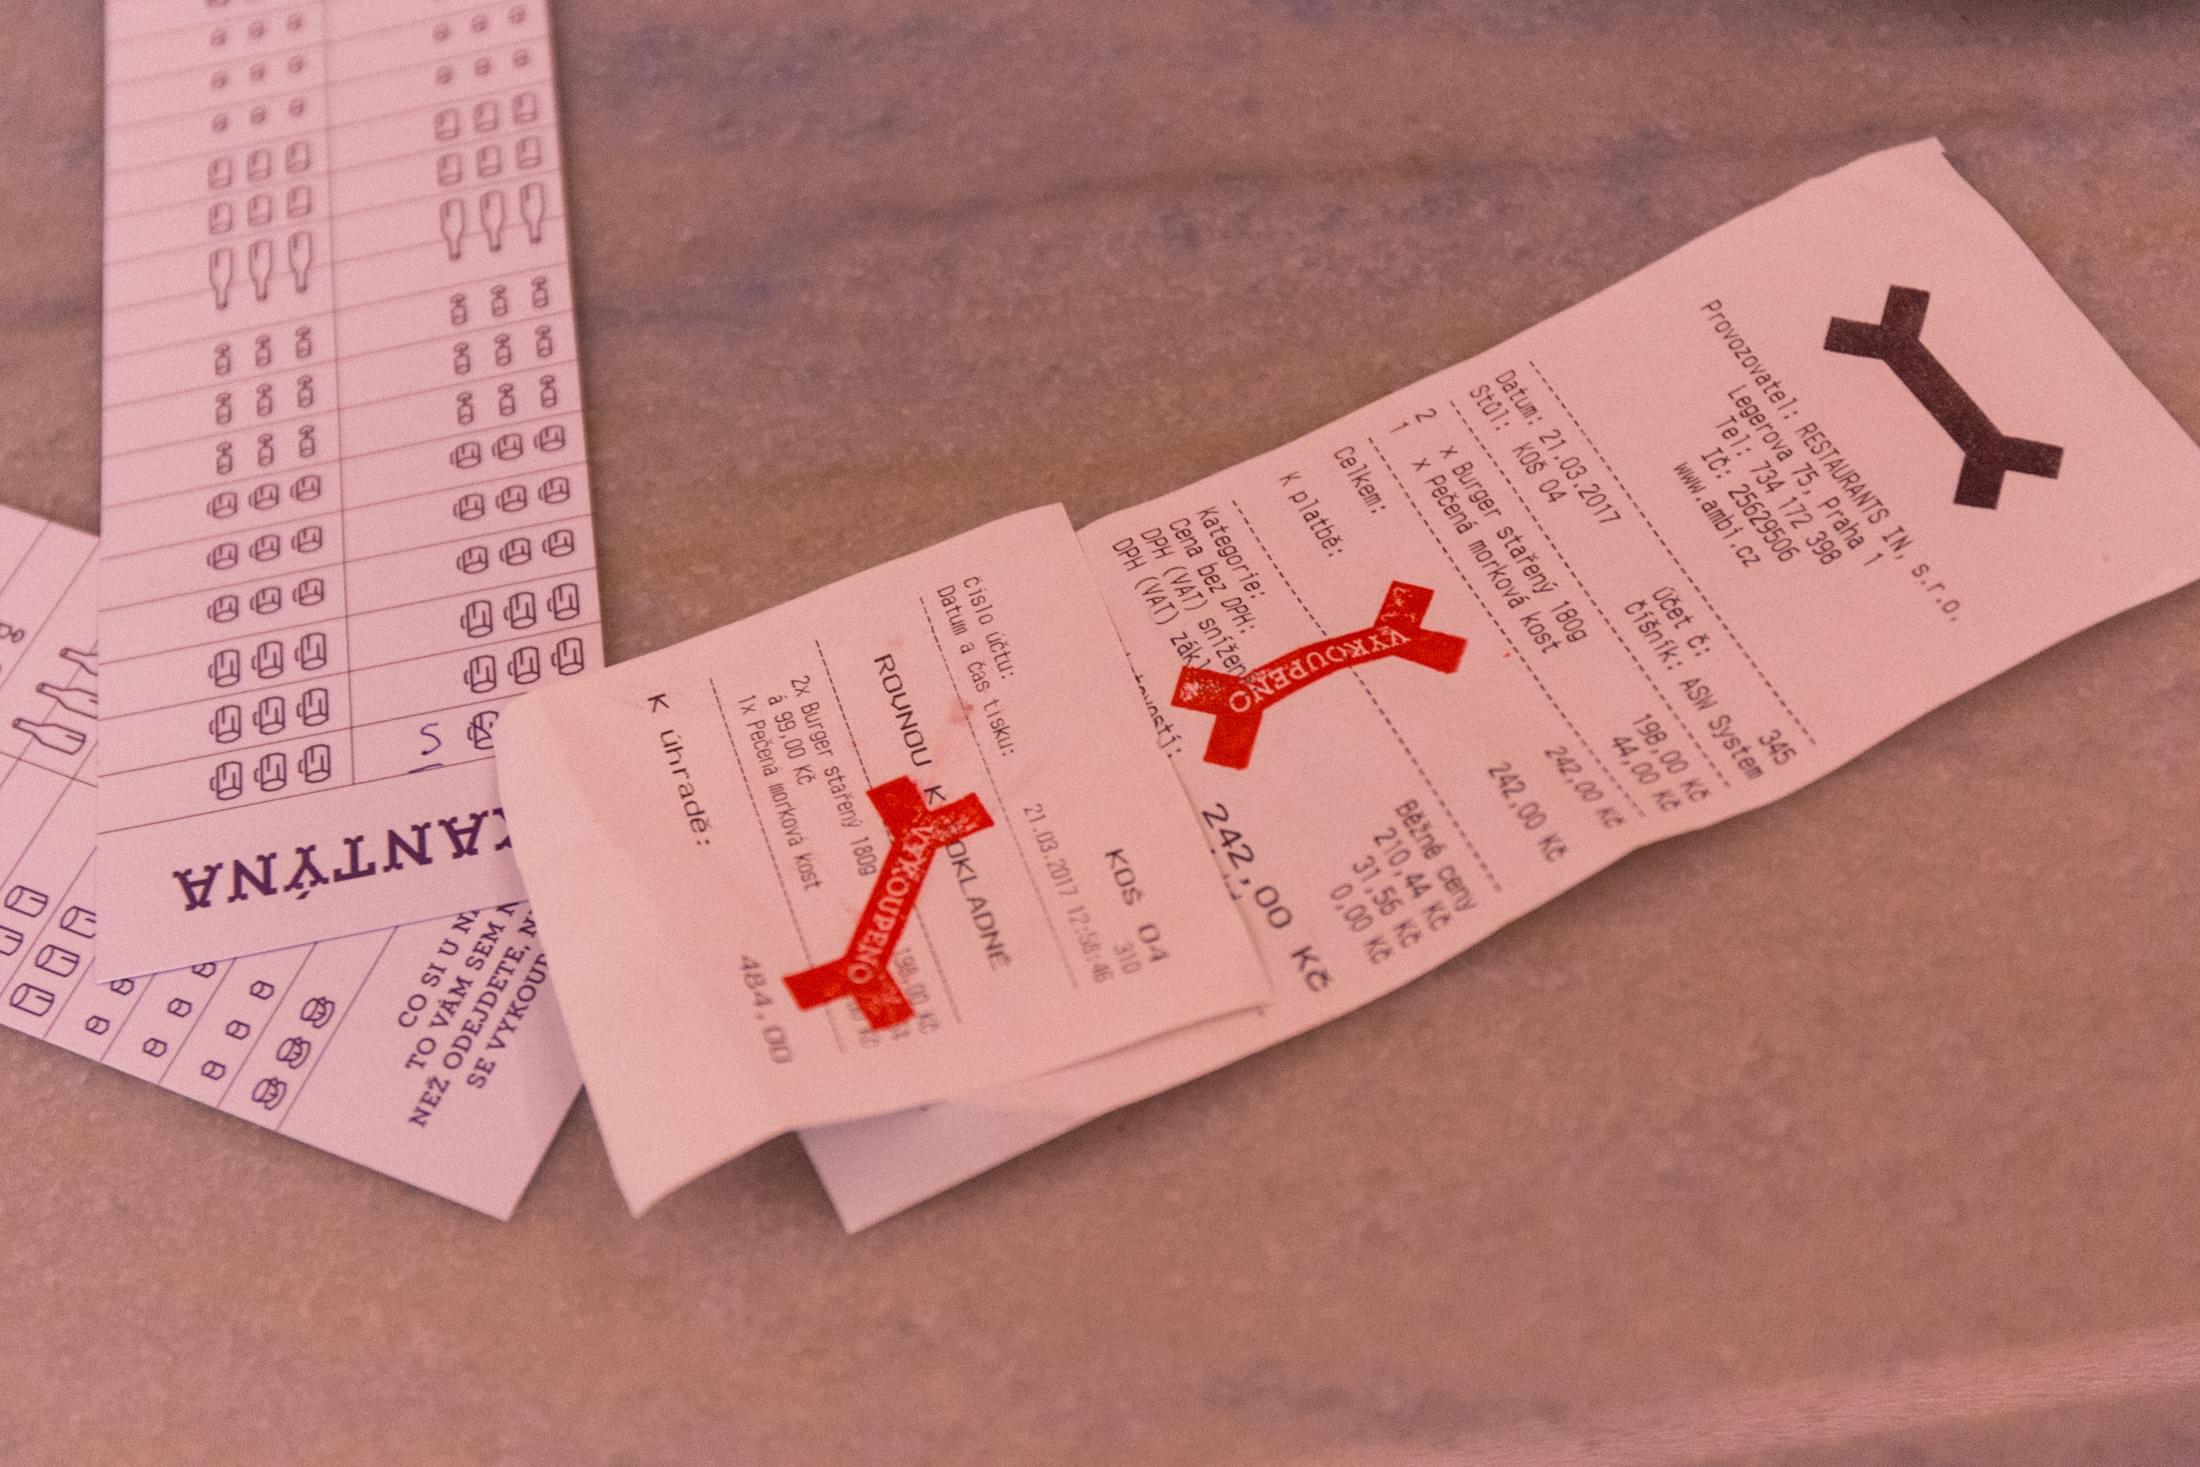 Provozovatel: RESTAURANTS IN, s.r.o.
Legerova 75, Praha 1
Tel: 734 172 398
IČ: 25629506
www.ambi.cz
Účet č: 345
Datum: 21.03.2017 číšník: ASW System
Stůl: KOŠ 04
2 x Burger stařený 180g 198,00 Kč
1 x Pečená morková kost 44,00 Kč
Celkem: 242,00 Kč
K platbě: 242,00 Kč
Kategorie: Běžné ceny
Cena bez DPH: 210,44 Kč
DPH (VAT) snížen 31,56 Kč
DPH (VAT) zákl 0,00 Kč
242,00 Kč
VYKOUPENO
KOŠ 04
číslo účtu: 310
Datum a čas tisku: 21.03.2017 12:58:46
ROVNOU K POKLADNĚ
2x Burger stařený 180g
á 99,00 Kč 198,00 Kč
1x Pečená morková kost
K úhradě: 484,00
VYKOUPENO
KANTÝNA
S
CO SI U
TO VÁM SEM
NEŽ ODEJDETE,
SE VYKOUP